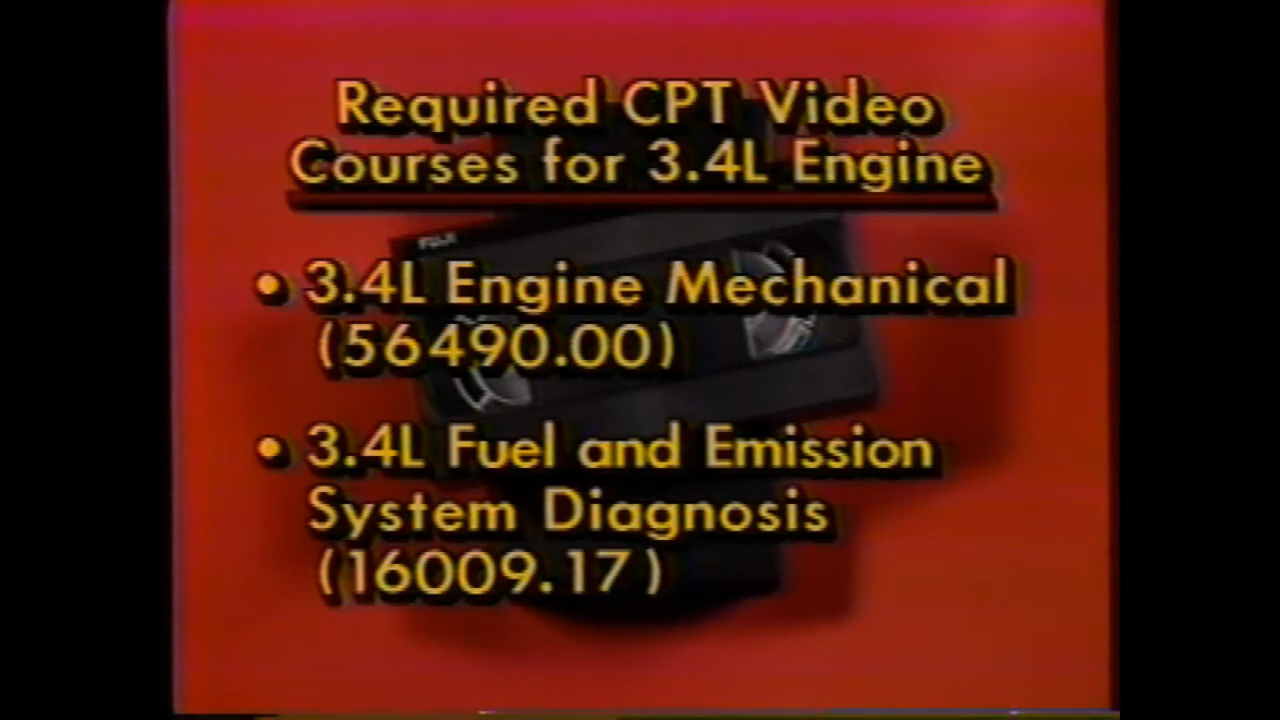 Required CPT Video
Courses for 3.4L Engine
FUJI
• 3.4L Engine Mechanical
(56490.00)
• 3.4L Fuel and Emission
System Diagnosis
(16009.17)